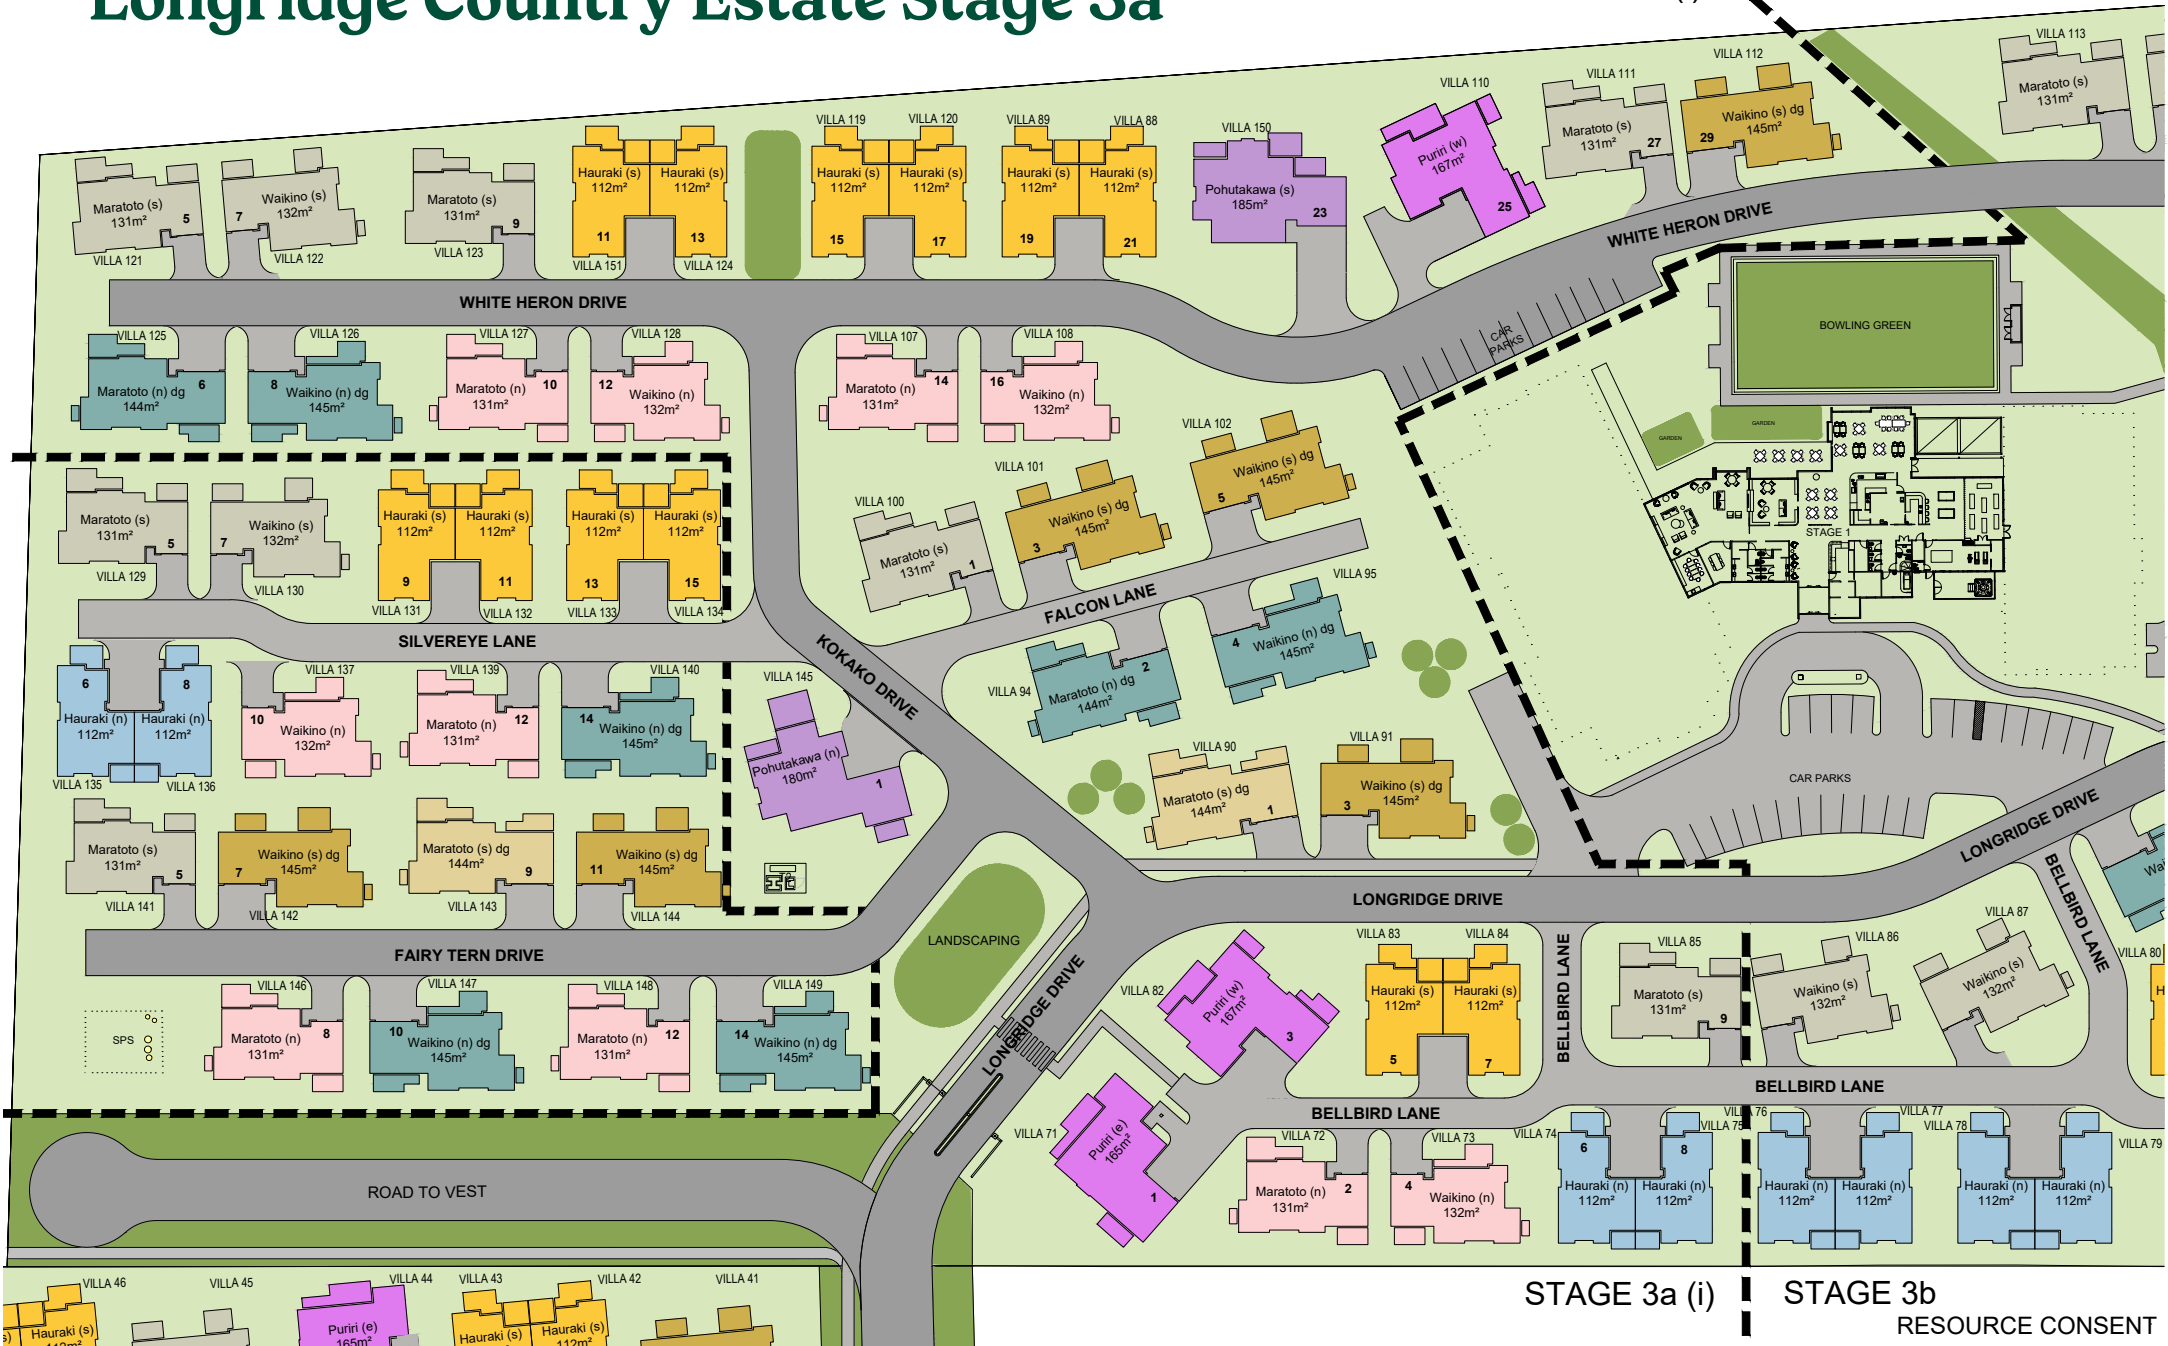 Longridge Country Estate Stage 3a
VILLA 113
Maratoto (s)
131m²
VILLA 112
Waikino (s) dg
145m²
29
VILLA 111
Maratoto (s)
131m²
27
VILLA 110
Puriri (w)
167m²
25
VILLA 150
Pohutakawa (s)
185m²
23
VILLA 88
Hauraki (s)
112m²
21
VILLA 89
Hauraki (s)
112m²
19
VILLA 120
Hauraki (s)
112m²
17
VILLA 119
Hauraki (s)
112m²
15
Hauraki (s)
112m²
13
VILLA 124
Hauraki (s)
112m²
11
VILLA 151
Maratoto (s)
131m²
9
VILLA 123
Waikino (s)
132m²
7
VILLA 122
Maratoto (s)
131m²
5
VILLA 121
WHITE HERON DRIVE
WHITE HERON DRIVE
CAR
PARKS
BOWLING GREEN
GARDEN
GARDEN
STAGE 1
CAR PARKS
VILLA 125
Maratoto (n) dg
144m²
6
VILLA 126
Waikino (n) dg
145m²
8
VILLA 127
Maratoto (n)
131m²
10
VILLA 128
Waikino (n)
132m²
12
VILLA 107
Maratoto (n)
131m²
14
VILLA 108
Waikino (n)
132m²
16
VILLA 102
Waikino (s) dg
145m²
5
VILLA 101
Waikino (s) dg
145m²
3
VILLA 100
Maratoto (s)
131m²
1
FALCON LANE
VILLA 95
Waikino (n) dg
145m²
4
VILLA 94
Maratoto (n) dg
144m²
2
Maratoto (s)
131m²
5
VILLA 129
Waikino (s)
132m²
7
VILLA 130
Hauraki (s)
112m²
9
VILLA 131
Hauraki (s)
112m²
11
VILLA 132
Hauraki (s)
112m²
13
VILLA 133
Hauraki (s)
112m²
15
VILLA 134
SILVEREYE LANE
KOKAKO DRIVE
6
Hauraki (n)
112m²
VILLA 135
8
Hauraki (n)
112m²
VILLA 136
VILLA 137
10
Waikino (n)
132m²
VILLA 139
Maratoto (n)
131m²
12
VILLA 140
14
Waikino (n) dg
145m²
VILLA 145
Pohutakawa (n)
180m²
1
VILLA 90
Maratoto (s) dg
144m²
1
VILLA 91
Waikino (s) dg
145m²
3
Maratoto (s)
131m²
5
VILLA 141
Waikino (s) dg
145m²
7
VILLA 142
Maratoto (s) dg
144m²
9
VILLA 143
Waikino (s) dg
145m²
11
VILLA 144
FAIRY TERN DRIVE
LANDSCAPING
LONGRIDGE DRIVE
LONGRIDGE DRIVE
LONGRIDGE DRIVE
SPS
VILLA 146
Maratoto (n)
131m²
8
VILLA 147
10
Waikino (n) dg
145m²
VILLA 148
Maratoto (n)
131m²
12
VILLA 149
14
Waikino (n) dg
145m²
VILLA 82
Puriri (w)
167m²
3
VILLA 83
Hauraki (s)
112m²
5
VILLA 84
Hauraki (s)
112m²
7
BELLBIRD LANE
VILLA 85
Maratoto (s)
131m²
9
VILLA 86
Waikino (s)
132m²
VILLA 87
Waikino (s)
132m²
BELLBIRD LANE
VILLA 80
BELLBIRD LANE
BELLBIRD LANE
VILLA 71
Puriri (e)
165m²
1
VILLA 72
Maratoto (n)
131m²
2
VILLA 73
4
Waikino (n)
132m²
VILLA 74
6
Hauraki (n)
112m²
VILLA 75
8
Hauraki (n)
112m²
VILLA 76
Hauraki (n)
112m²
VILLA 77
Hauraki (n)
112m²
VILLA 78
Hauraki (n)
112m²
Hauraki (n)
112m²
VILLA 79
ROAD TO VEST
VILLA 46
Hauraki (s)
112m²
VILLA 45
VILLA 44
Puriri (e)
165m²
VILLA 43
Hauraki (s)
VILLA 42
Hauraki (s)
112m²
VILLA 41
STAGE 3a (i)
STAGE 3b
RESOURCE CONSENT